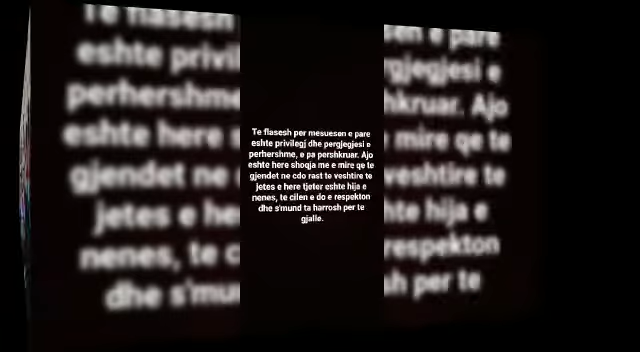 Te flasesh per mesuesen e pare
eshte privilegj dhe pergjegjesi e
perhershme, e pa pershkruar. Ajo
eshte here shoqja me e mire qe te
gjendet ne cdo rast te veshtire te
jetes e here tjeter eshte hija e
nenes, te cilen e do e respekton
dhe s'mund ta harrosh per te
gjalle.